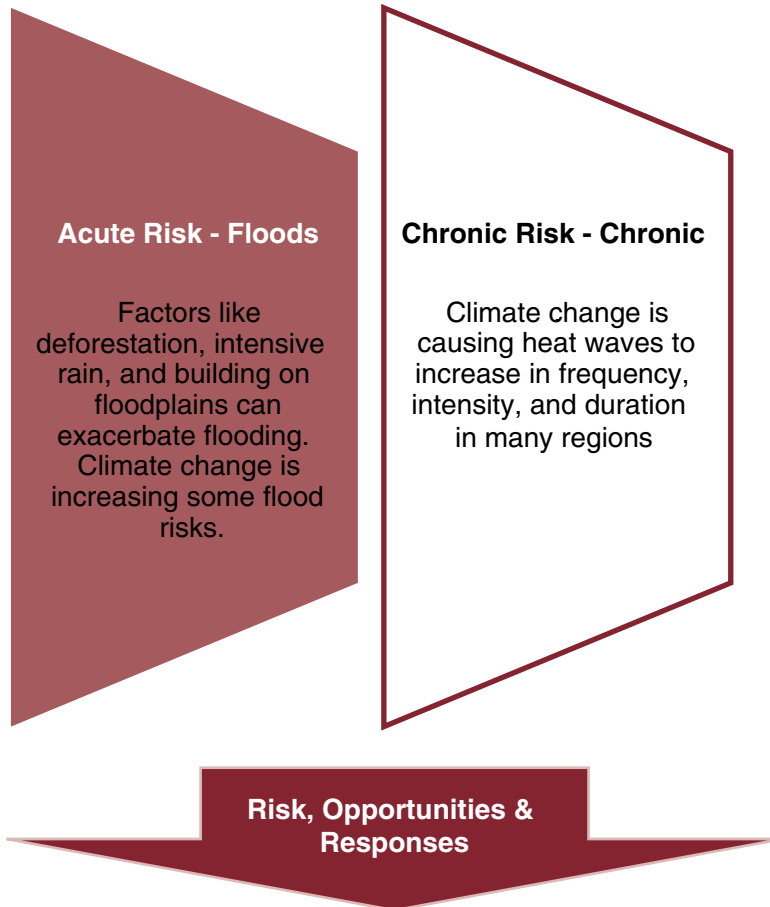 Acute Risk - Floods
Factors like
deforestation, intensive
rain, and building on
floodplains can
exacerbate flooding.
Climate change is
increasing some flood
risks.
Chronic Risk - Chronic
Climate change is
causing heat waves to
increase in frequency,
intensity, and duration
in many regions
Risk, Opportunities &
Responses